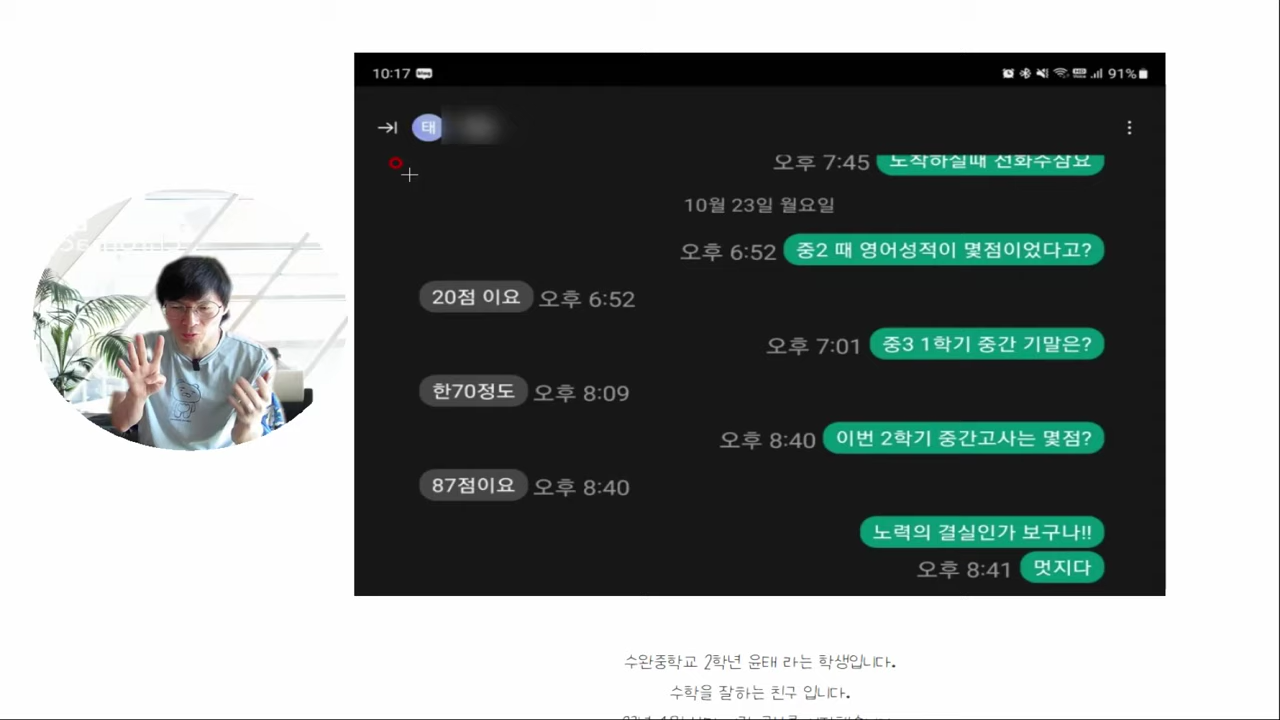 10:17
91%
태
오후 7:45 도착하실때 전화주삼요
10월 23일 월요일
오후 6:52 중2 때 영어성적이 몇점이었다고?
20점 이요 오후 6:52
오후 7:01 중3 1학기 중간 기말은?
한70정도 오후 8:09
오후 8:40 이번 2학기 중간고사는 몇점?
87점이요 오후 8:40
노력의 결실인가 보구나!!
오후 8:41 멋지다
수완중학교 2학년 윤태 라는 학생입니다.
수학을 잘하는 친구 입니다.